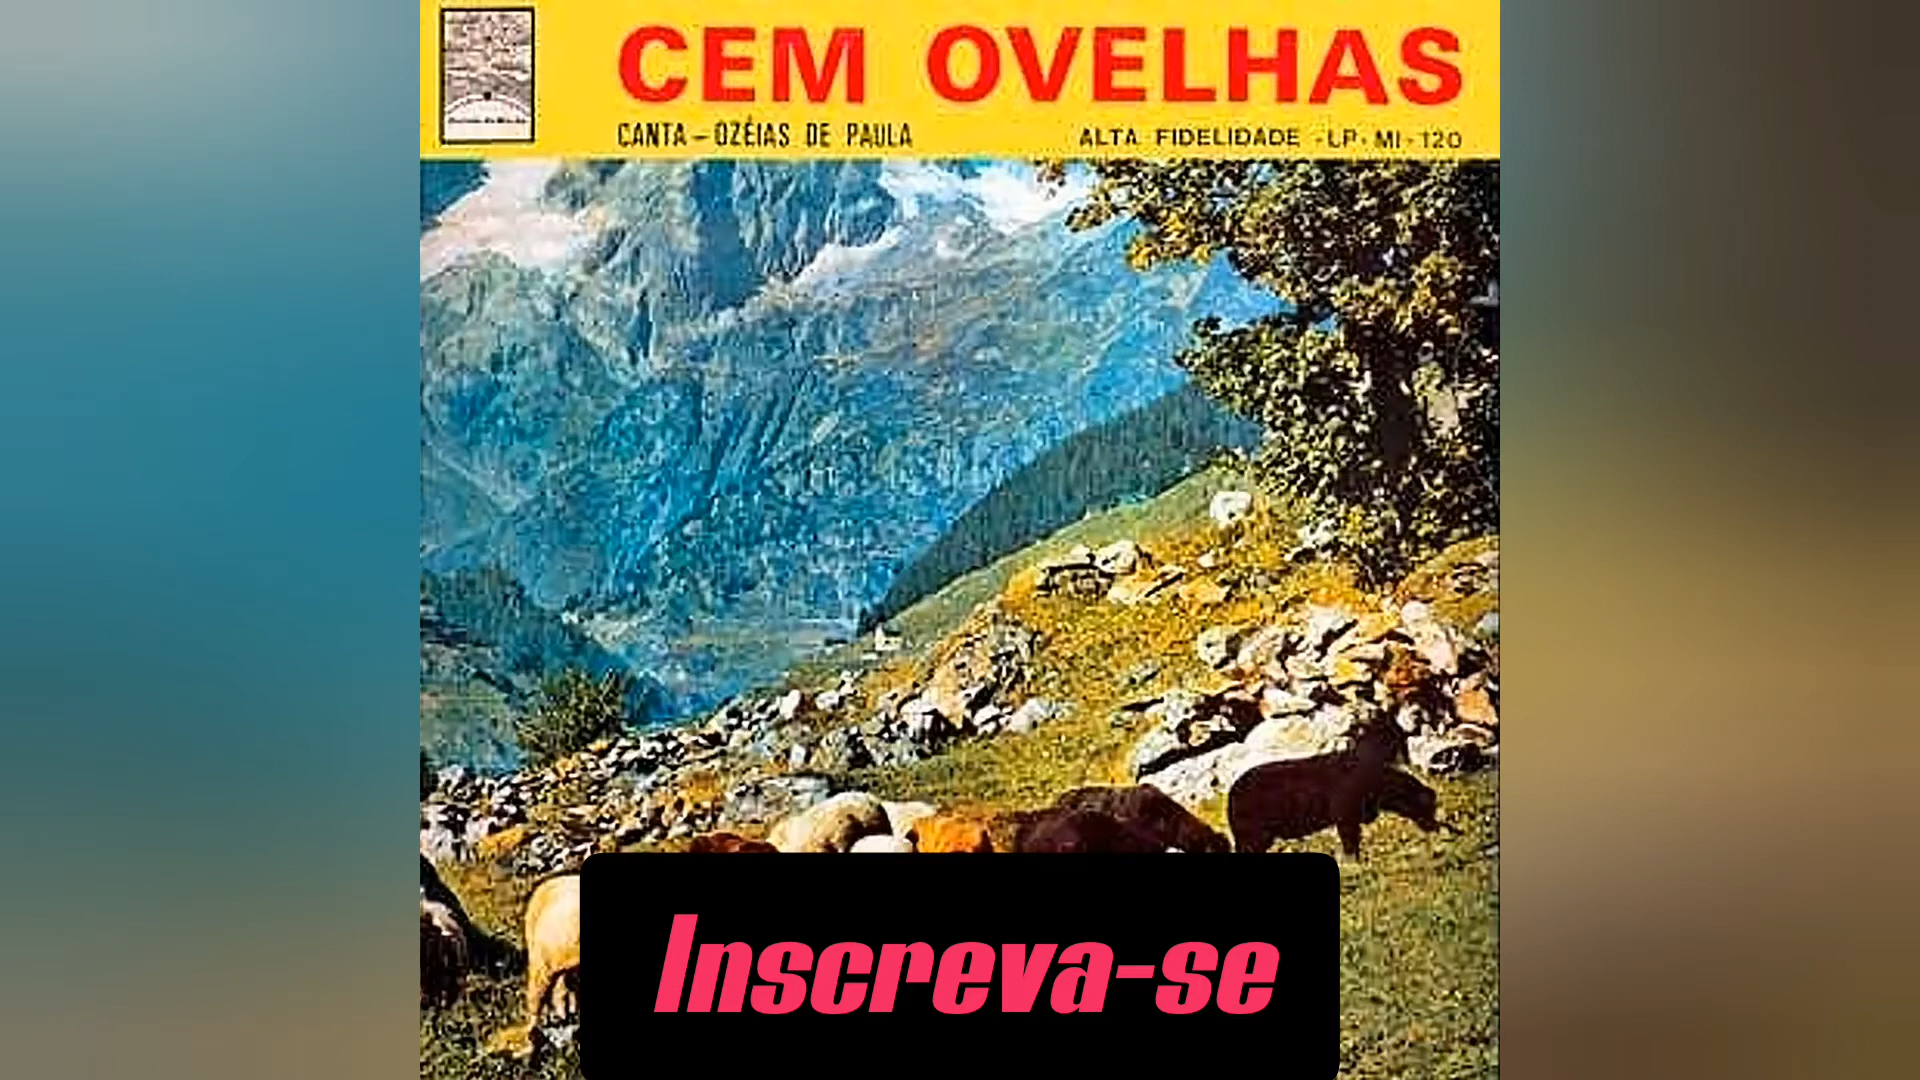 CEM OVELHAS
CANTA - OZÉIAS DE PAULA
ALTA FIDELIDADE - LP - MI - 120
Inscreva-se